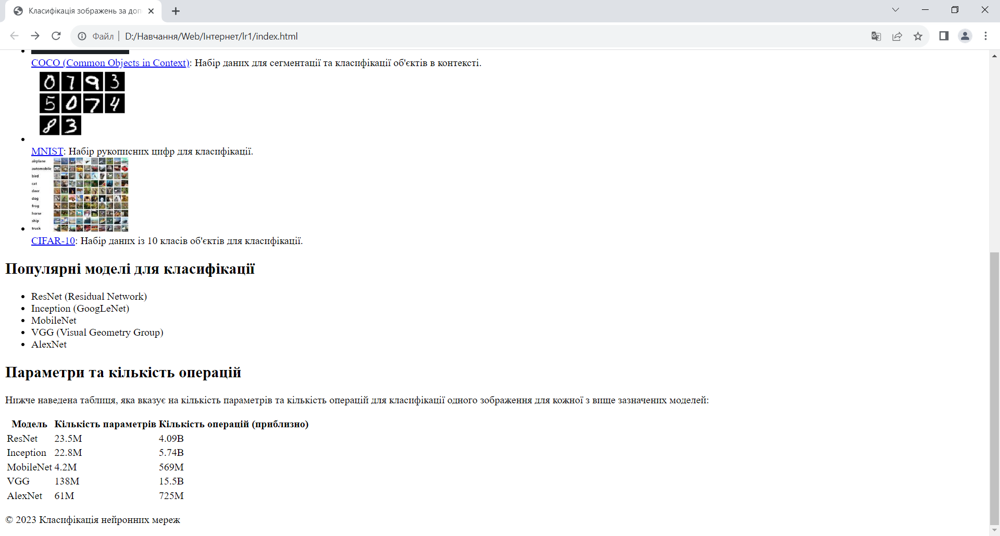 Класифікація зображень за доп
Файл
D:/Навчання/Web/Інтернет/lr1/index.html
COCO (Common Objects in Context): Набір даних для сегментації та класифікації об'єктів в контексті.
0 7 9 3
5 0 7 4
8 3
MNIST: Набір рукописних цифр для класифікації.
airplane
automobile
bird
cat
deer
dog
frog
horse
ship
truck
CIFAR-10: Набір даних із 10 класів об'єктів для класифікації.
Популярні моделі для класифікації
ResNet (Residual Network)
Inception (GoogLeNet)
MobileNet
VGG (Visual Geometry Group)
AlexNet
Параметри та кількість операцій
Нижче наведена таблиця, яка вказує на кількість параметрів та кількість операцій для класифікації одного зображення для кожної з вище зазначених моделей:
Модель Кількість параметрів Кількість операцій (приблизно)
ResNet 23.5M 4.09B
Inception 22.8M 5.74B
MobileNet 4.2M 569M
VGG 138M 15.5B
AlexNet 61M 725M
© 2023 Класифікація нейронних мереж